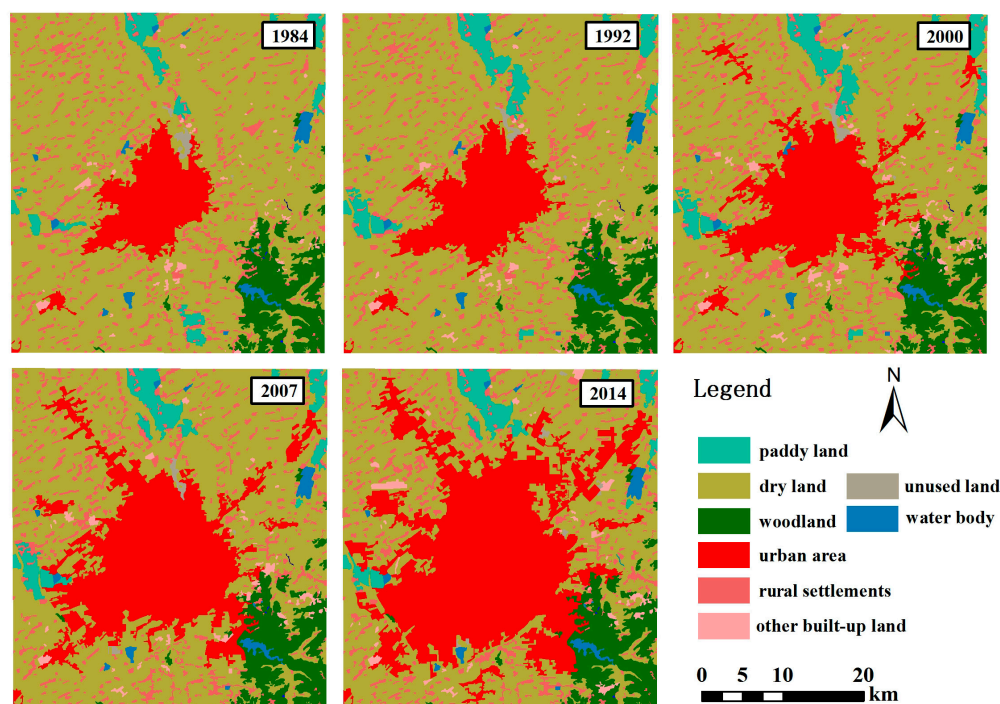 1984
1992
2000
2007
2014
Legend
N
paddy land
dry land
unused land
woodland
water body
urban area
rural settlements
other built-up land
0 5 10 20
km